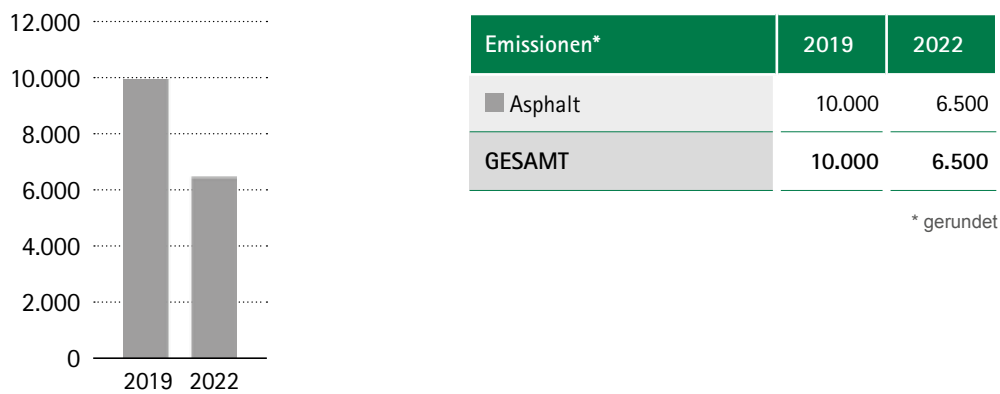 12.000
10.000
8.000
6.000
4.000
2.000
0
2019 2022
Emissionen* 2019 2022
Asphalt 10.000 6.500
GESAMT 10.000 6.500
* gerundet